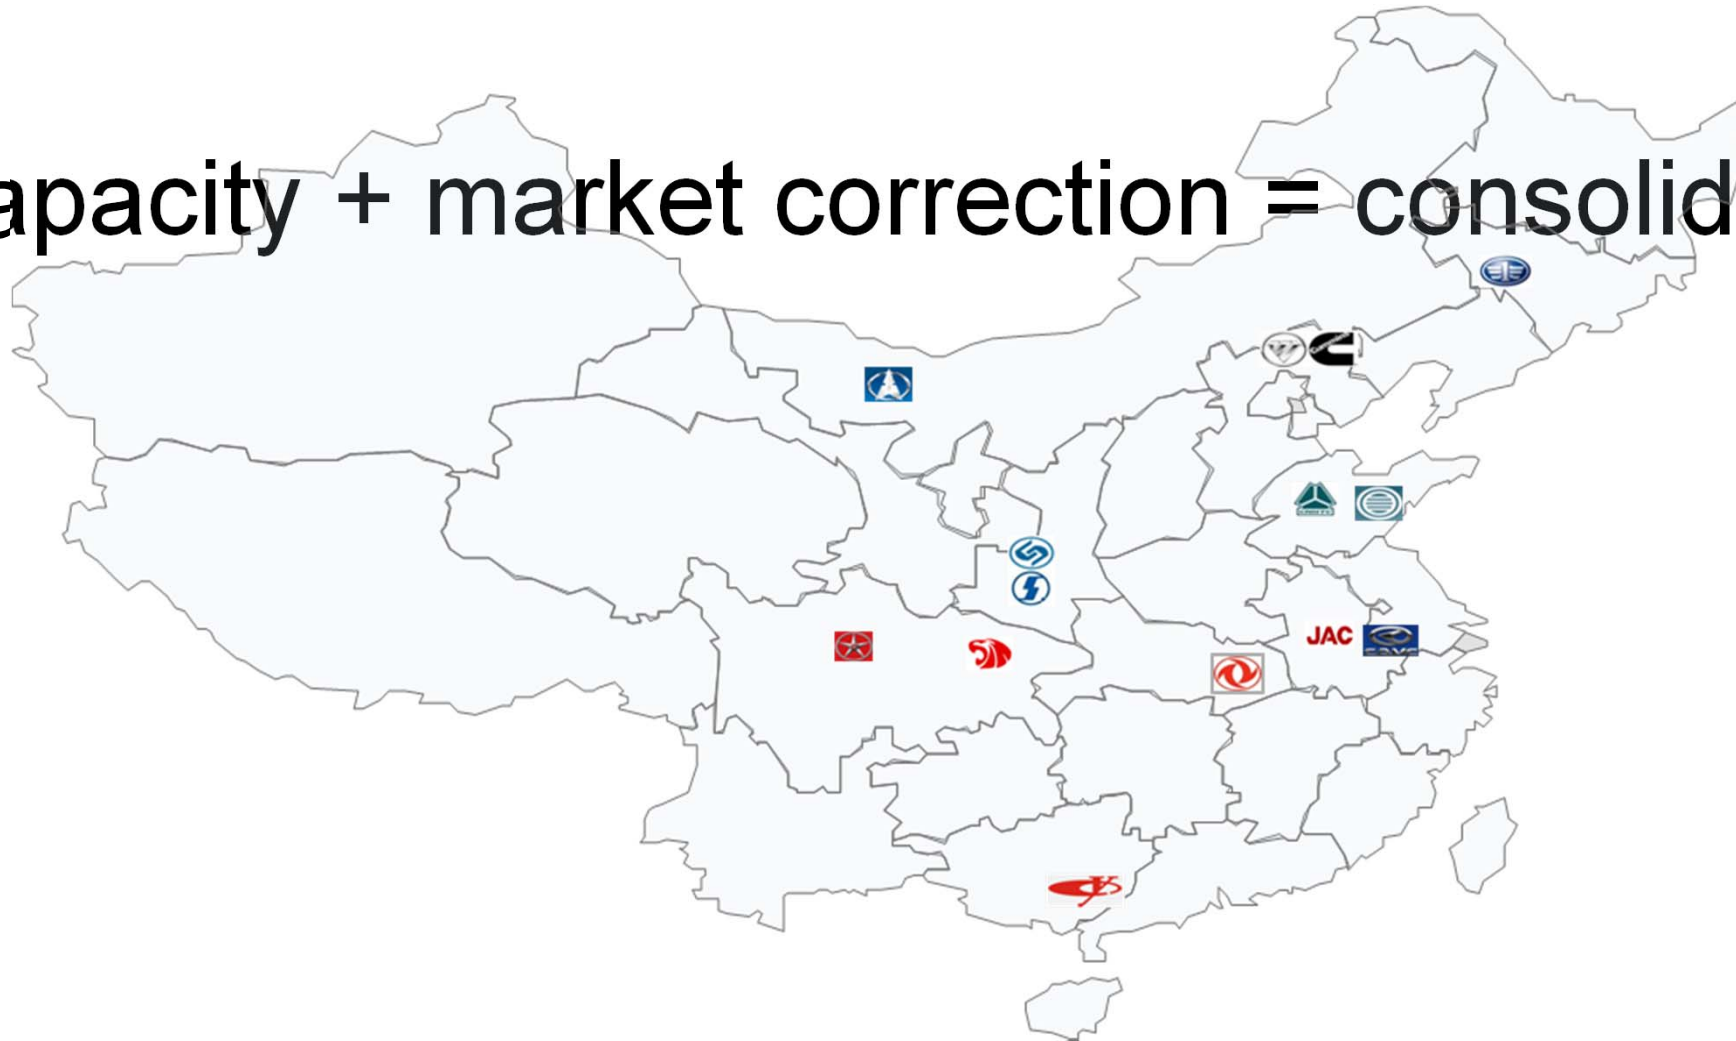 apacity + market correction = consolid
JAC